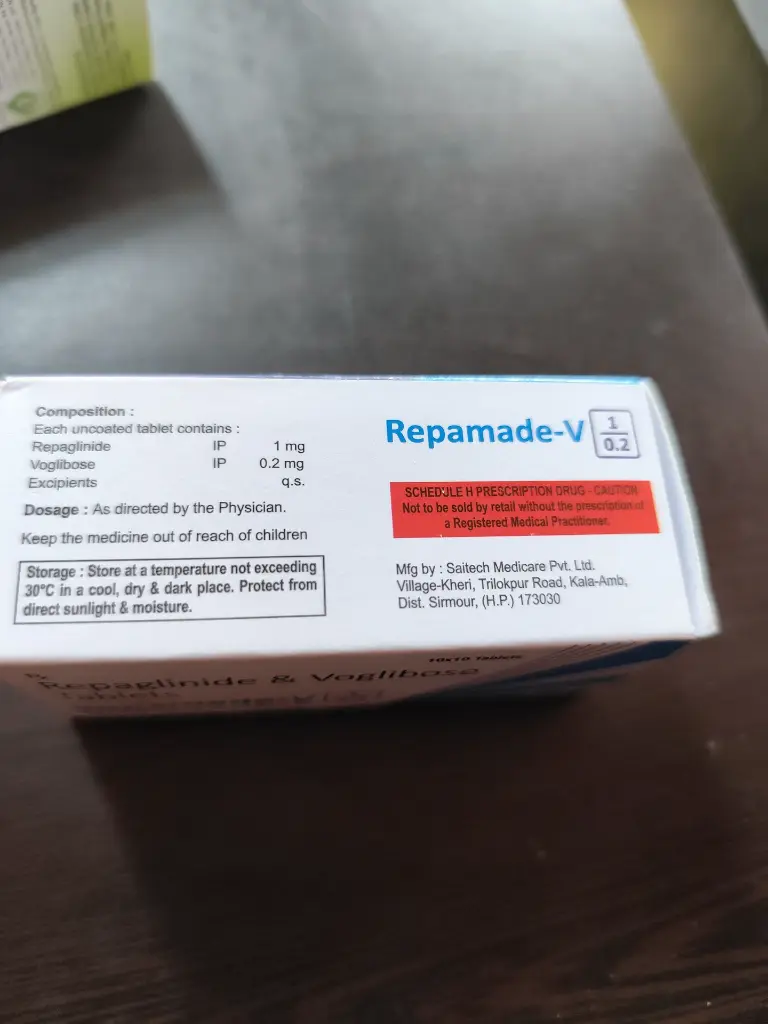 Composition :
Each uncoated tablet contains :
Repaglinide IP 1 mg
Voglibose IP 0.2 mg
Excipients q.s.
Dosage : As directed by the Physician.
Keep the medicine out of reach of children
Storage : Store at a temperature not exceeding
30°C in a cool, dry & dark place. Protect from
direct sunlight & moisture.
Repamade-V 1
0.2
SCHEDULE H PRESCRIPTION DRUG - CAUTION
Not to be sold by retail without the prescription of
a Registered Medical Practitioner.
Mfg by : Saitech Medicare Pvt. Ltd.
Village-Kheri, Trilokpur Road, Kala-Amb,
Dist. Sirmour, (H.P.) 173030
10x10 Tablets
Repaglinide & Voglibose
Tablets